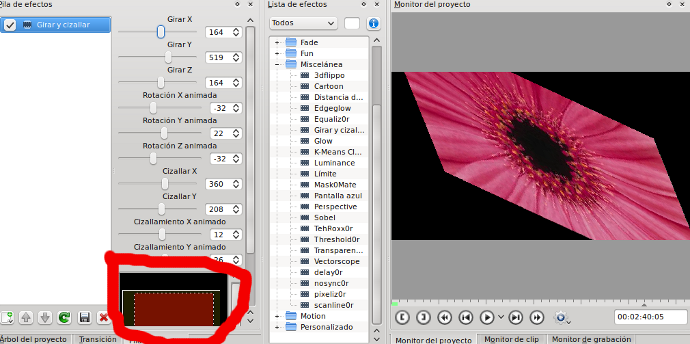 Pila de efectos
Girar y cizallar
Girar X
164
Girar Y
519
Girar Z
164
Rotación X animada
-32
Rotación Y animada
22
Rotación Z animada
-32
Cizallar X
360
Cizallar Y
208
Cizallamiento X animado
12
Cizallamiento Y animado
26
Árbol del proyecto
Transición
Lista de efectos
Todos
Fade
Fun
Miscelánea
3dflippo
Cartoon
Distancia d...
Edgeglow
Equaliz0r
Girar y cizal...
Glow
K-Means Cl...
Luminance
Límite
Mask0Mate
Pantalla azul
Perspective
Sobel
TehRoxx0r
Threshold0r
Transparen...
Vectorscope
delay0r
nosync0r
pixeliz0r
scanline0r
Motion
Personalizado
Monitor del proyecto
00:02:40:05
Monitor del proyecto
Monitor de clip
Monitor de grabación